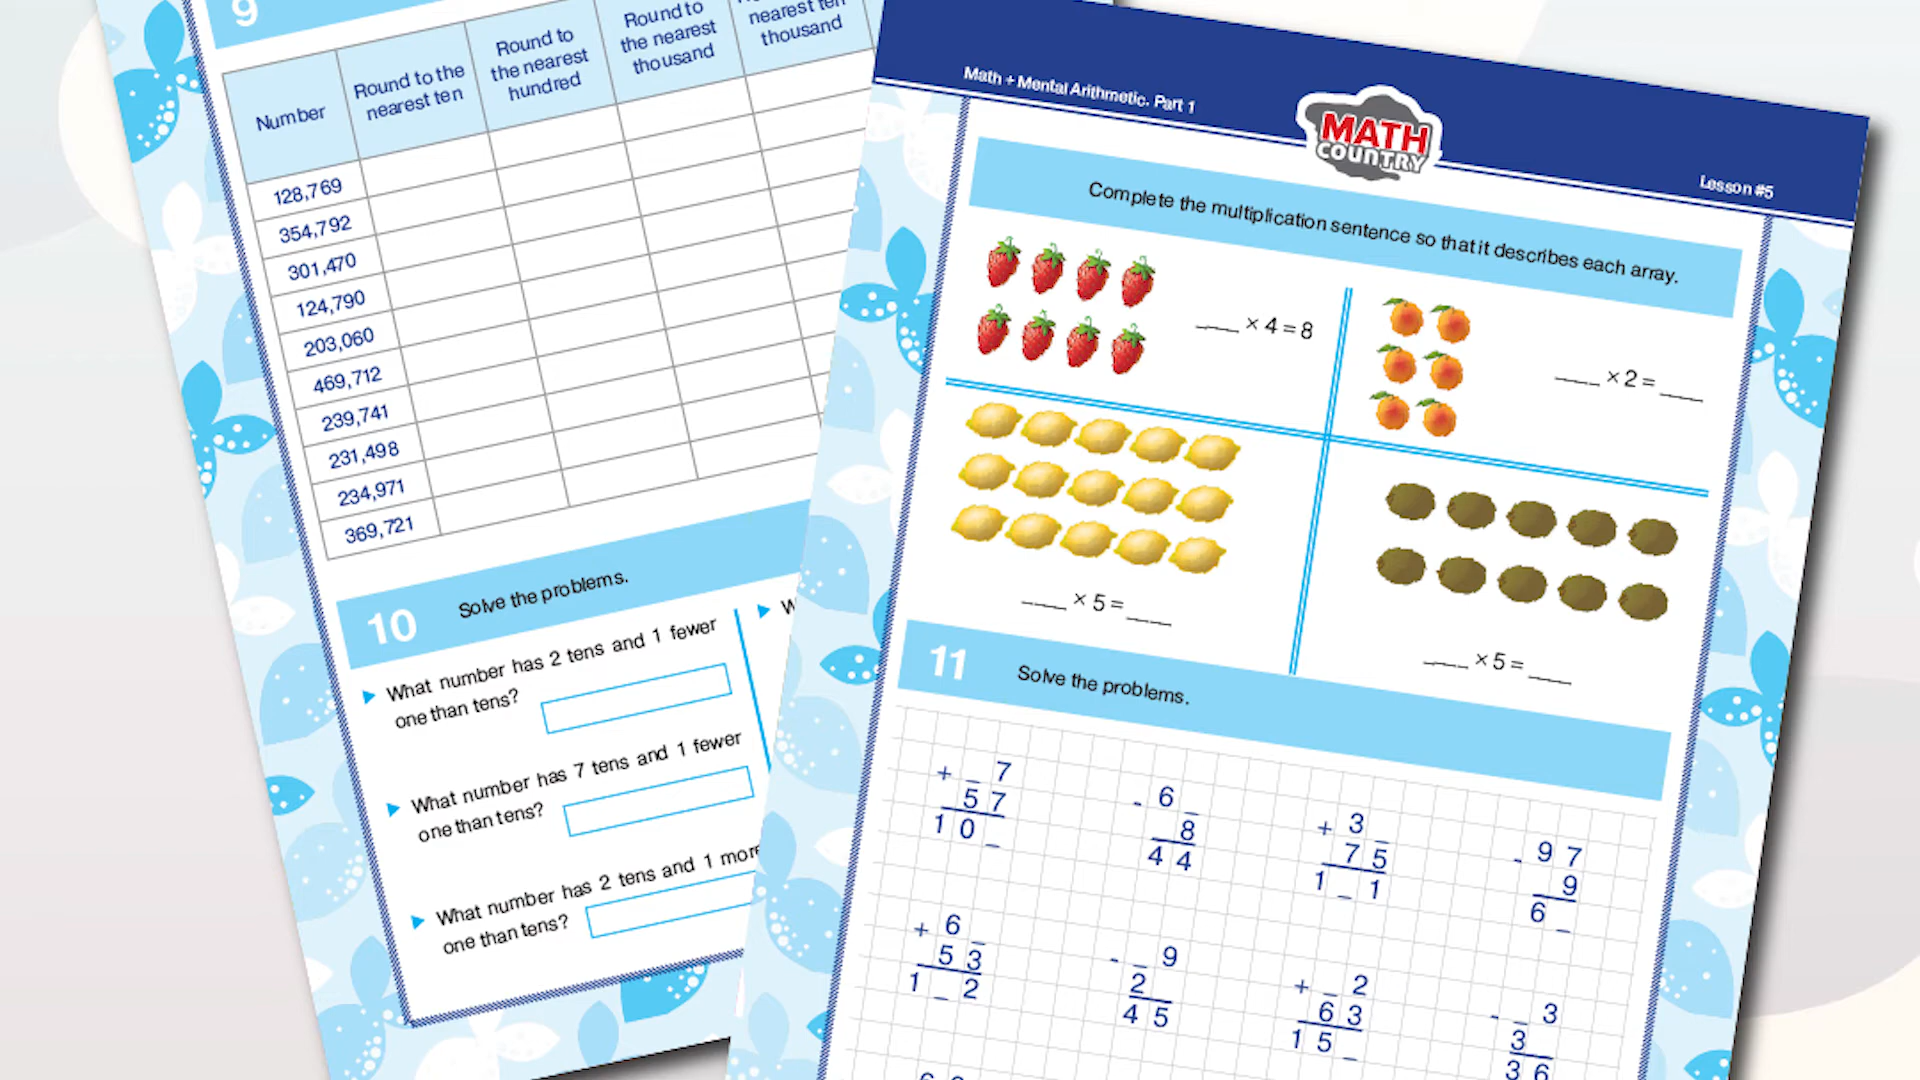 9
Number
Round to the
nearest ten
Round to
the nearest
hundred
Round to
the nearest
thousand
nearest ten
thousand
128,769
354,792
301,470
124,790
203,060
469,712
239,741
231,498
234,971
369,721
10 Solve the problems.
What number has 2 tens and 1 fewer
one than tens?
What number has 7 tens and 1 fewer
one than tens?
What number has 2 tens and 1 more
one than tens?
Math + Mental Arithmetic. Part 1
MATH
COUNTRY
Lesson #5
Complete the multiplication sentence so that it describes each array.
___ × 4 = 8
___ × 2 = ___
___ × 5 = ___
___ × 5 = ___
11 Solve the problems.
+ _ 7
5 7
1 0 _
- 6 _
8
4 4
+ 3 _
7 5
1 _ 1
- 9 7
_ 9
6 _
+ 6 _
5 3
1 _ 2
- _ 9
2 _
4 5
+ _ 2
6 3
1 5 _
- _ 3
3 _
3 6